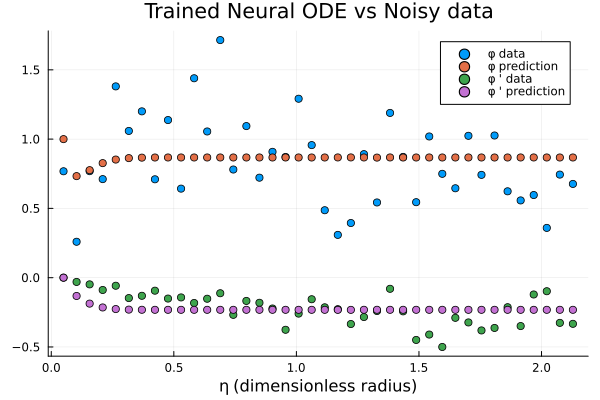 Trained Neural ODE vs Noisy data
φ data
φ prediction
φ ' data
φ ' prediction
1.5
1.0
0.5
0.0
−0.5
0.0 0.5 1.0 1.5 2.0
η (dimensionless radius)